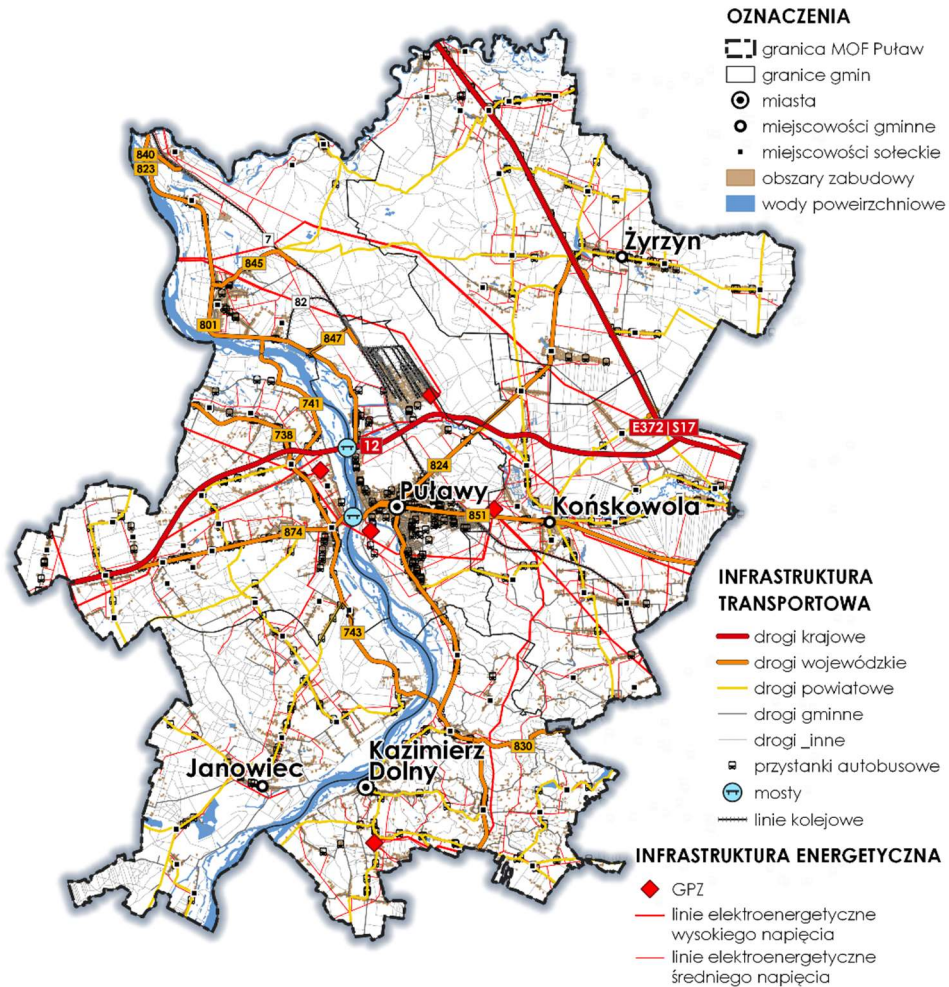 OZNACZENIA
granica MOF Puław
granice gmin
miasta
miejscowości gminne
miejscowości sołeckie
obszary zabudowy
wody poweirzchniowe
840
823
Żyrzyn
7
845
82
801
847
741
E372|S17
738
12
824
Puławy
851
Końskowola
874
INFRASTRUKTURA
TRANSPORTOWA
drogi krajowe
743
drogi wojewódzkie
drogi powiatowe
drogi gminne
drogi _inne
830
Kazimierz
Dolny
Janowiec
przystanki autobusowe
mosty
linie kolejowe
INFRASTRUKTURA ENERGETYCZNA
GPZ
linie elektroenergetyczne
wysokiego napięcia
linie elektroenergetyczne
średniego napięcia